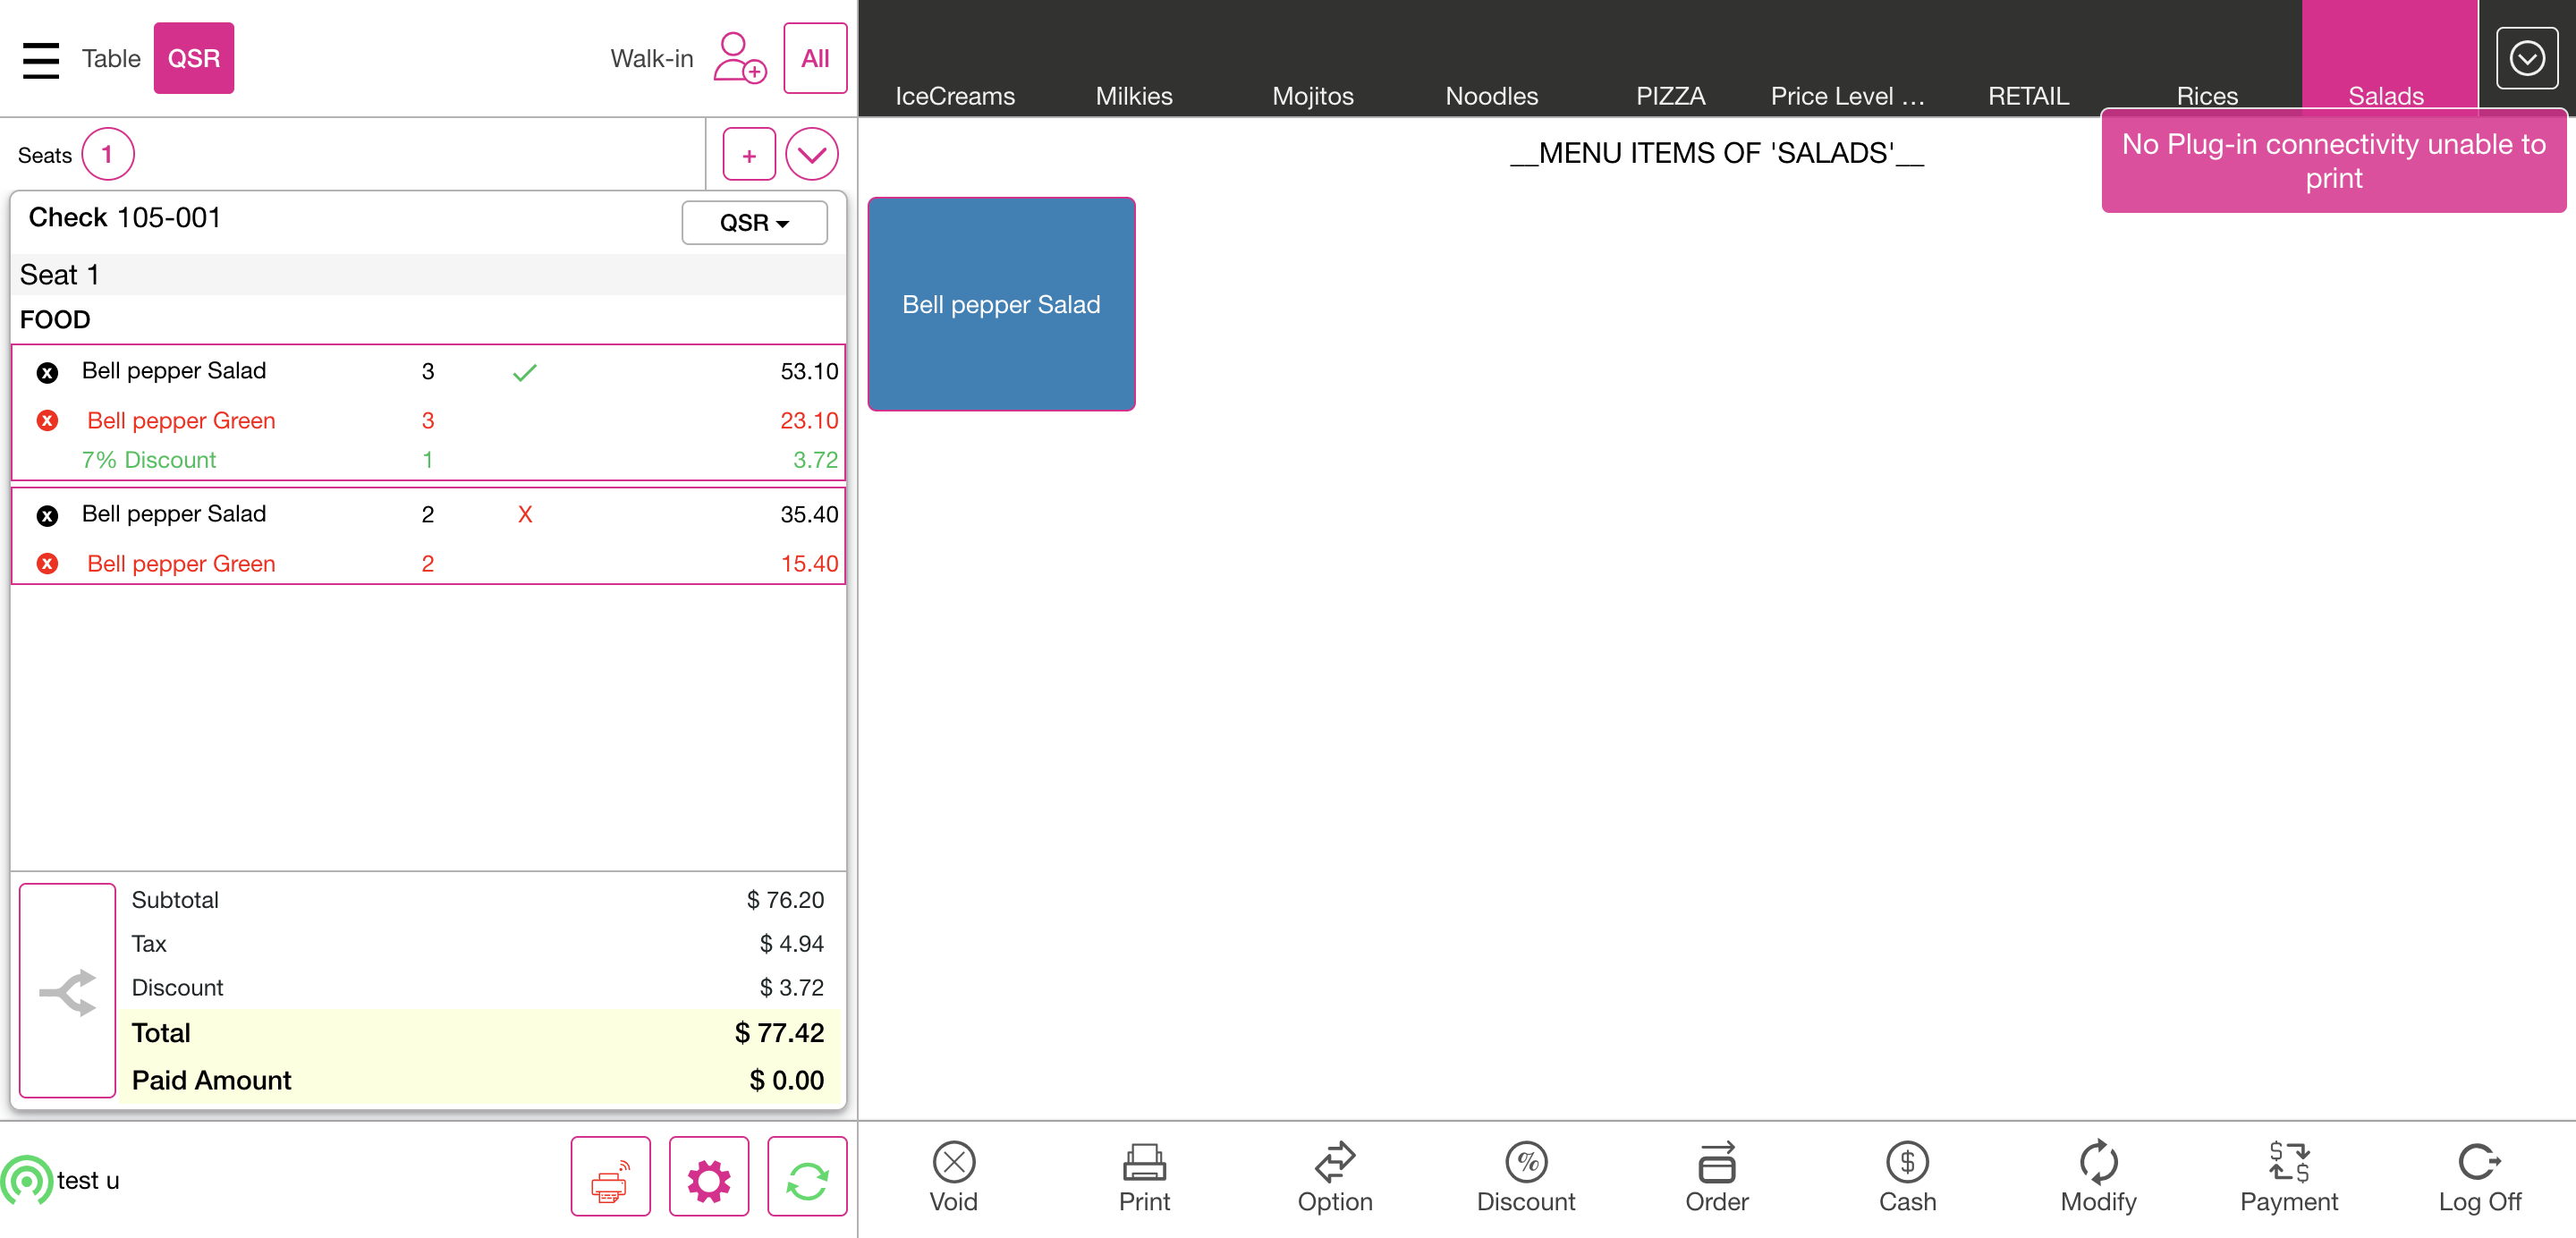 Table QSR Walk-in All
IceCreams Milkies Mojitos Noodles PIZZA Price Level ... RETAIL Rices Salads
No Plug-in connectivity unable to
print
Seats 1 +
__MENU ITEMS OF 'SALADS'__
Check 105-001 QSR
Seat 1
FOOD
x Bell pepper Salad 3 53.10
x Bell pepper Green 3 23.10
7% Discount 1 3.72
x Bell pepper Salad 2 X 35.40
x Bell pepper Green 2 15.40
Bell pepper Salad
Subtotal $ 76.20
Tax $ 4.94
Discount $ 3.72
Total $ 77.42
Paid Amount $ 0.00
test u
Void Print Option Discount Order Cash Modify Payment Log Off